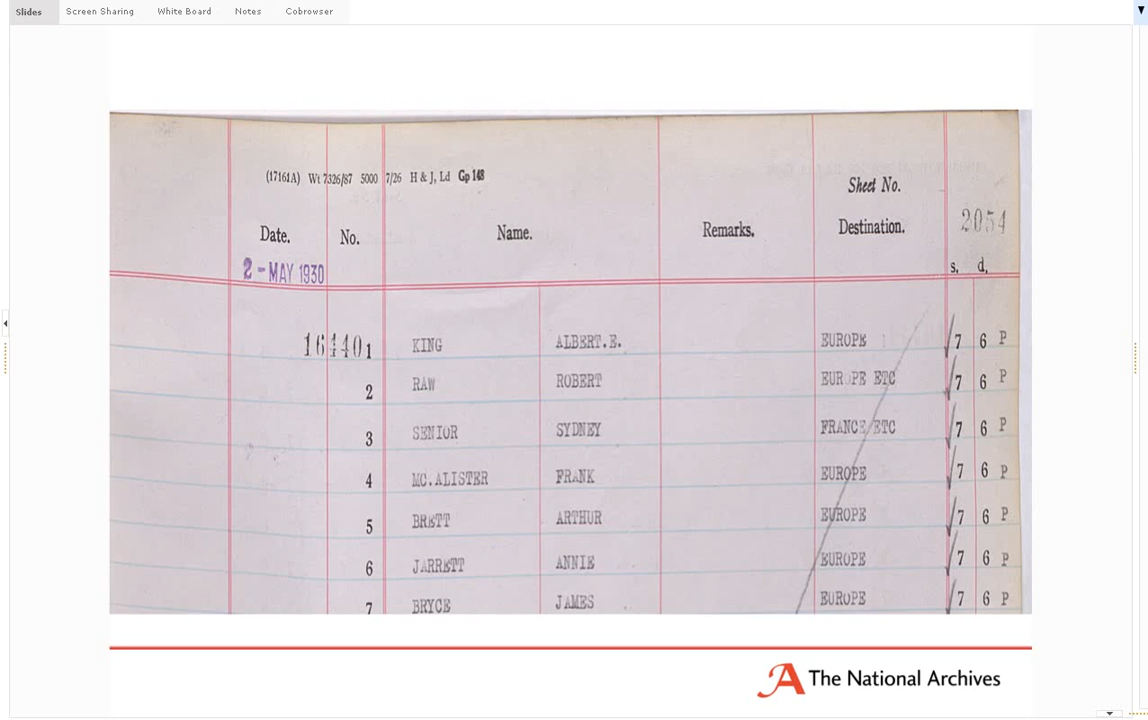 Slides Screen Sharing White Board Notes Cobrowser
(17161A) Wt 7326/87 5000 7/26 H & J, Ld Gp 148
Sheet No.
2054
Date. No. Name. Remarks. Destination.
s. d.
2 - MAY 1930
164401 KING ALBERT.E. EUROPE 7 6 P
2 RAW ROBERT EUROPE ETC 7 6 P
3 SENIOR SYDNEY FRANCE ETC 7 6 P
4 MC.ALISTER FRANK EUROPE 7 6 P
5 BRETT ARTHUR EUROPE 7 6 P
6 JARRETT ANNIE EUROPE 7 6 P
7 BRYCE JAMES EUROPE 7 6 P
The National Archives